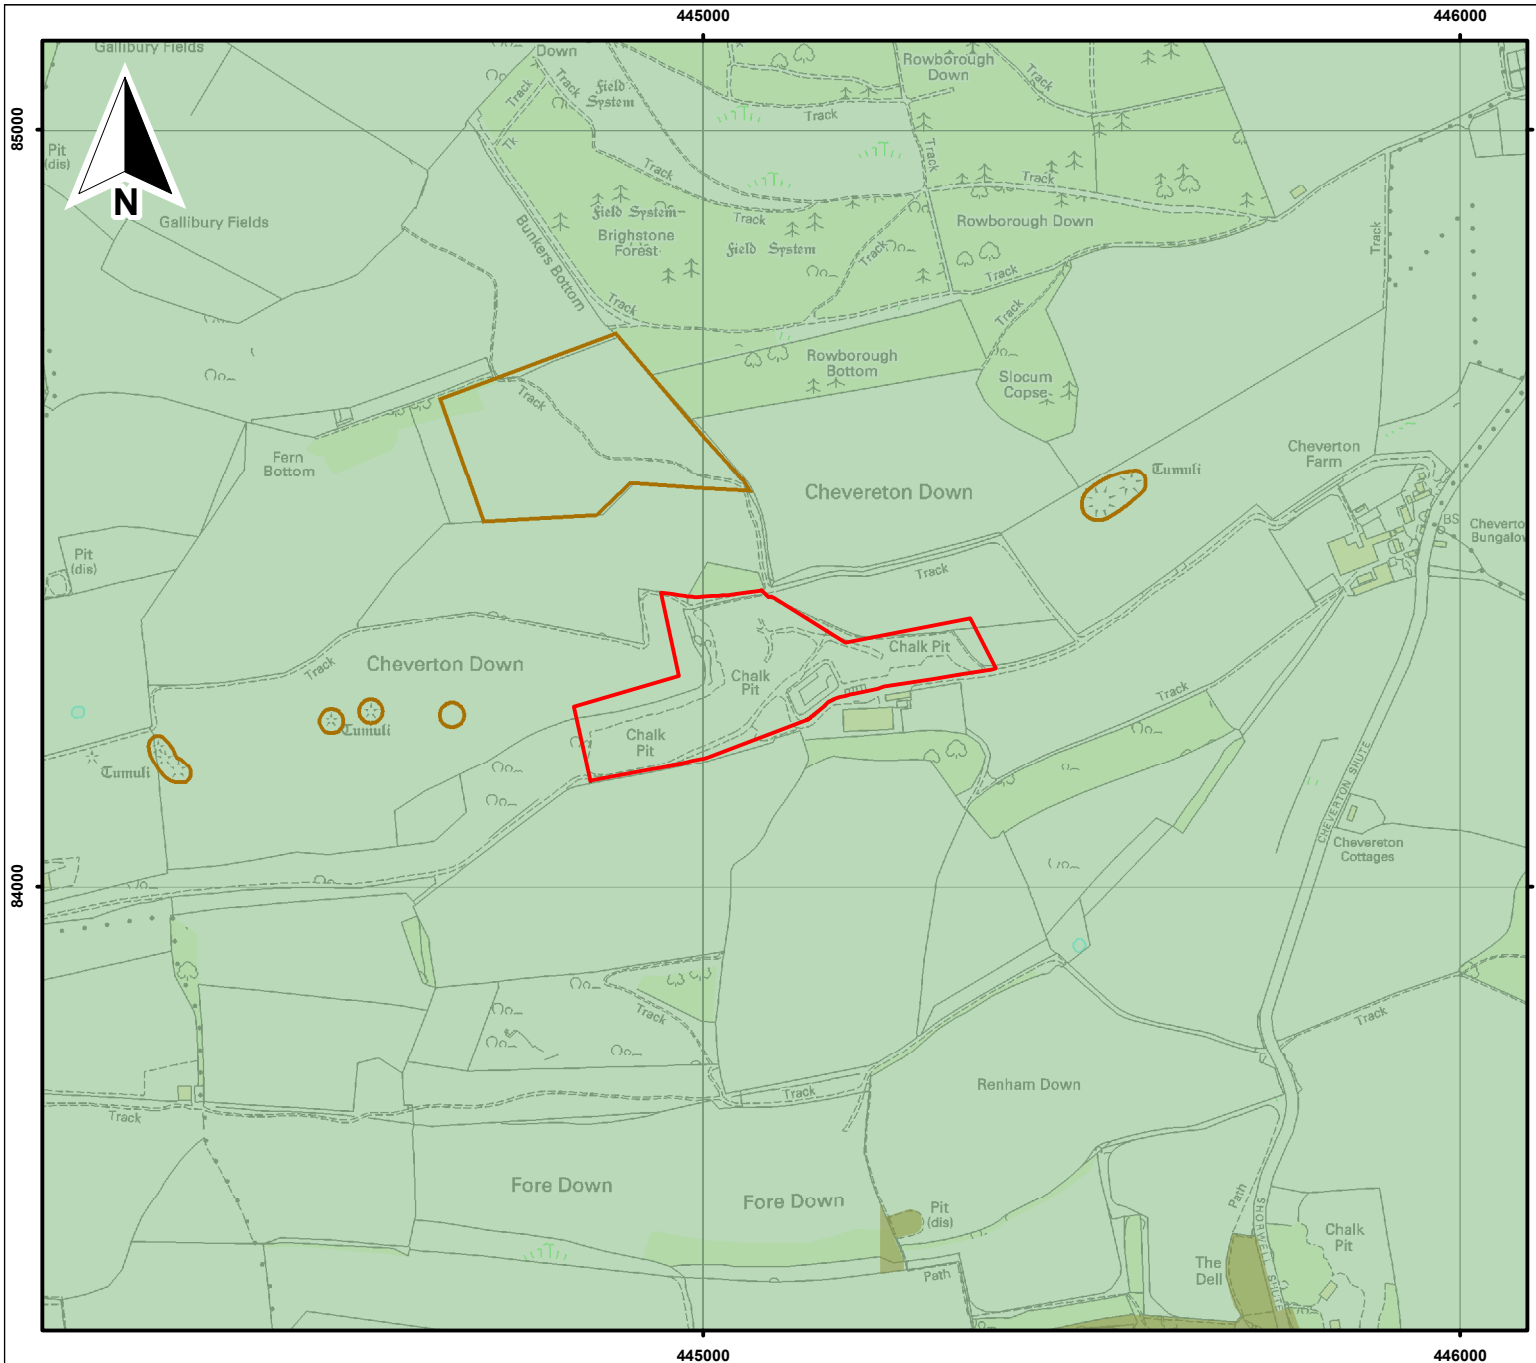 445000
446000
Gallibury Fields
Down
Rowborough
Down
Track
Track
Track
Field
System
85000
Track
Pit
(dis)
Tk
Track
Track
Track
N
Gallibury Fields
Field System
Track
Rowborough Down
Bunkers Bottom
Brighstone
Forest
Field System
Track
Track
Track
Track
Track
Rowborough
Bottom
Slocum
Copse
Track
Cheverton
Farm
Fern
Bottom
Tumuli
Chevereton Down
BS
Cheverto
Bungalow
Pit
(dis)
Track
Cheverton Down
Track
Chalk Pit
Chalk
Pit
Track
Tumuli
Chalk
Pit
Tumuli
CHEVERTON SHUTE
Chevereton
Cottages
84000
Track
Track
Renham Down
Track
Track
Fore Down
Fore Down
Path
SHORWELL SHUTE
Pit
(dis)
Chalk
Pit
The
Dell
Path
445000
446000